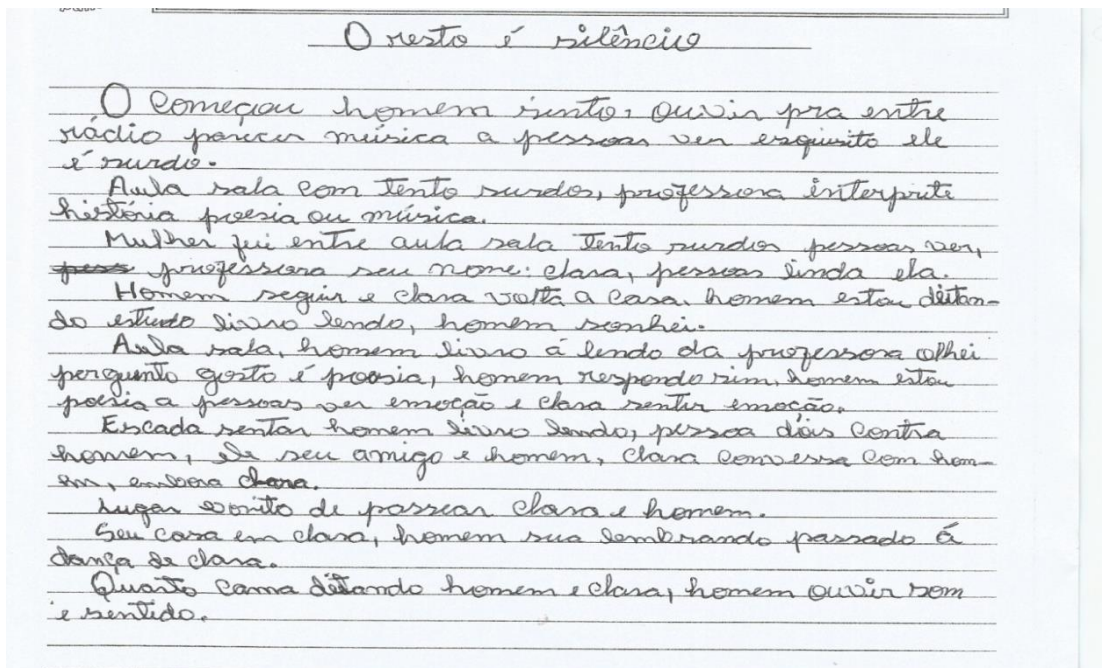 O resto é silêncio
O começou homem sinto, ouvir pra entre
rádio parecer música a pessoas ver esquisito ele
é surdo.
Aula sala com tento surdos, professora interprite
história poesia ou música.
Mulher fui entre aula sala tento surdos pessoas ver,
professora seu nome: clara, pessoas linda ela.
Homem seguir e clara volta a casa. homem estou deitan-
do estudo livro lendo, homem sonhei.
Aula sala, homem livro á lendo da professora olhei
pergunto gosto é poesia, homem respondo sim, homem estou
poesia a pessoas ver emoção e clara sentir emoção.
Escada sentar homem livro lendo, pessoa dois contra
homem, ele seu amigo e homem, clara conversa com hom-
em, embora clara.
Lugar bonito de passear clara e homem.
Seu casa em clara, homem sua lembrando passado á
dança de clara.
Quarto cama ditando homem e clara, homem ouvir som
e sentido.